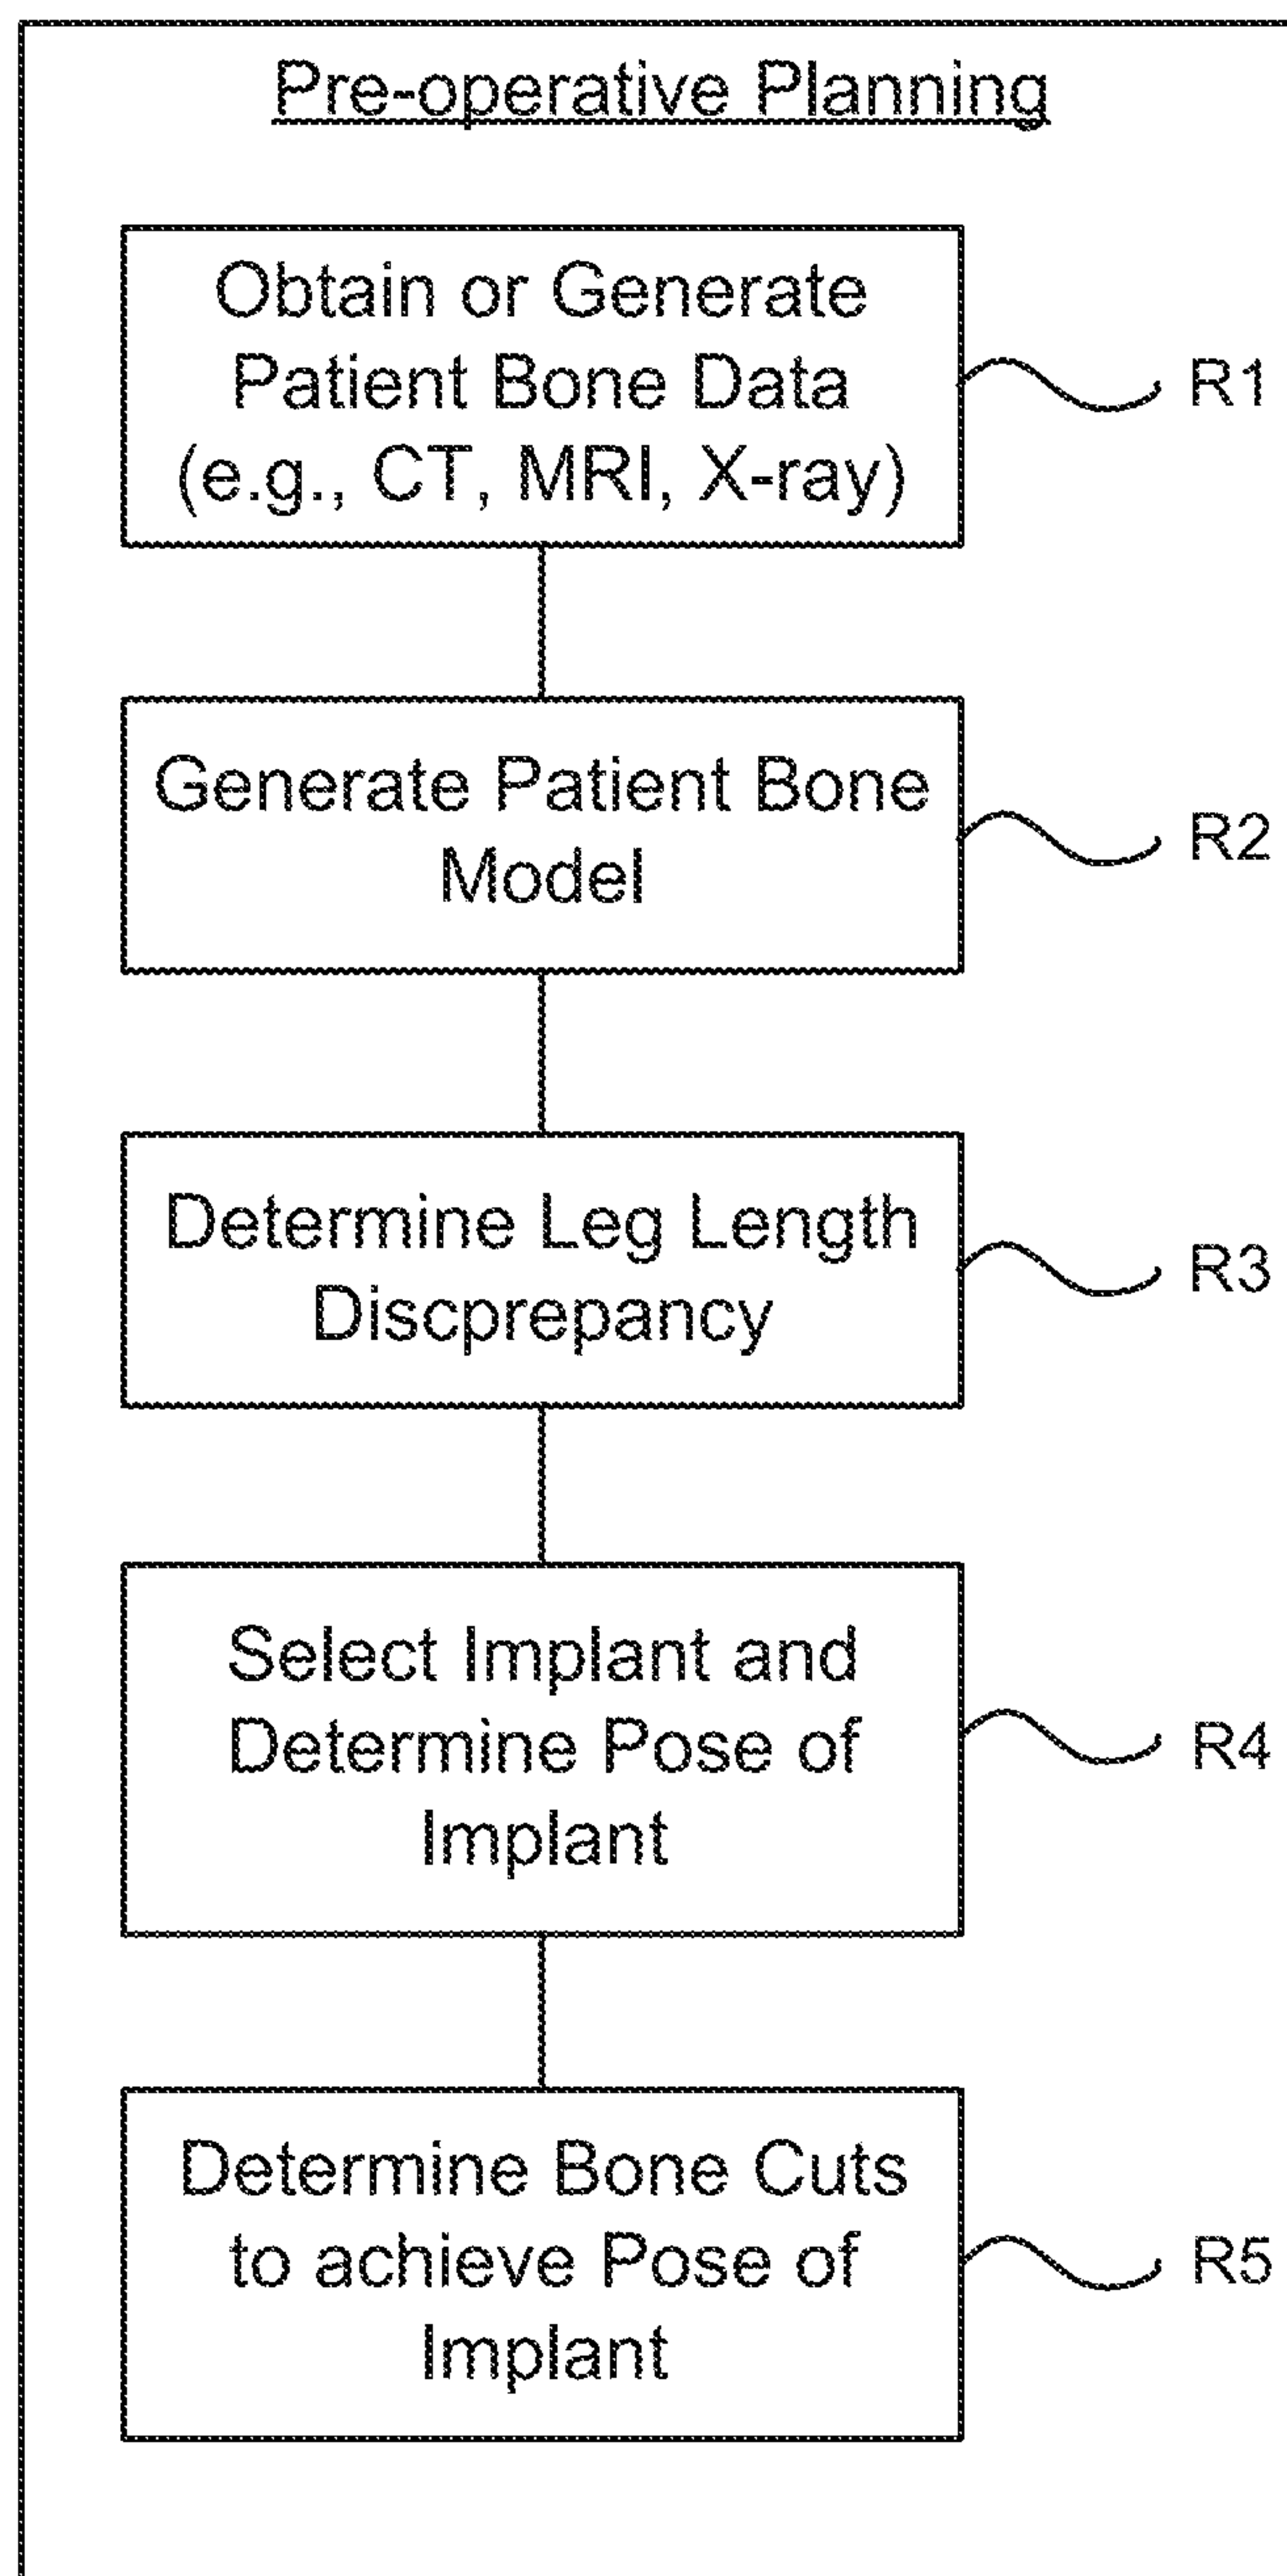 Pre-operative Planning
Obtain or Generate
Patient Bone Data
(e.g., CT, MRI, X-ray)
R1
Generate Patient Bone
Model
R2
Determine Leg Length
Discprepancy
R3
Select Implant and
Determine Pose of
Implant
R4
Determine Bone Cuts
to achieve Pose of
Implant
R5